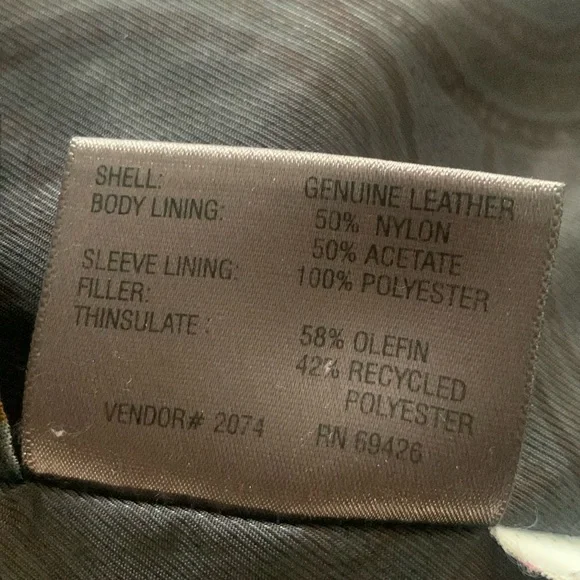 SHELL: GENUINE LEATHER
BODY LINING: 50% NYLON
50% ACETATE
SLEEVE LINING: 100% POLYESTER
FILLER:
THINSULATE : 58% OLEFIN
42% RECYCLED
POLYESTER
VENDOR# 2074 RN 69426